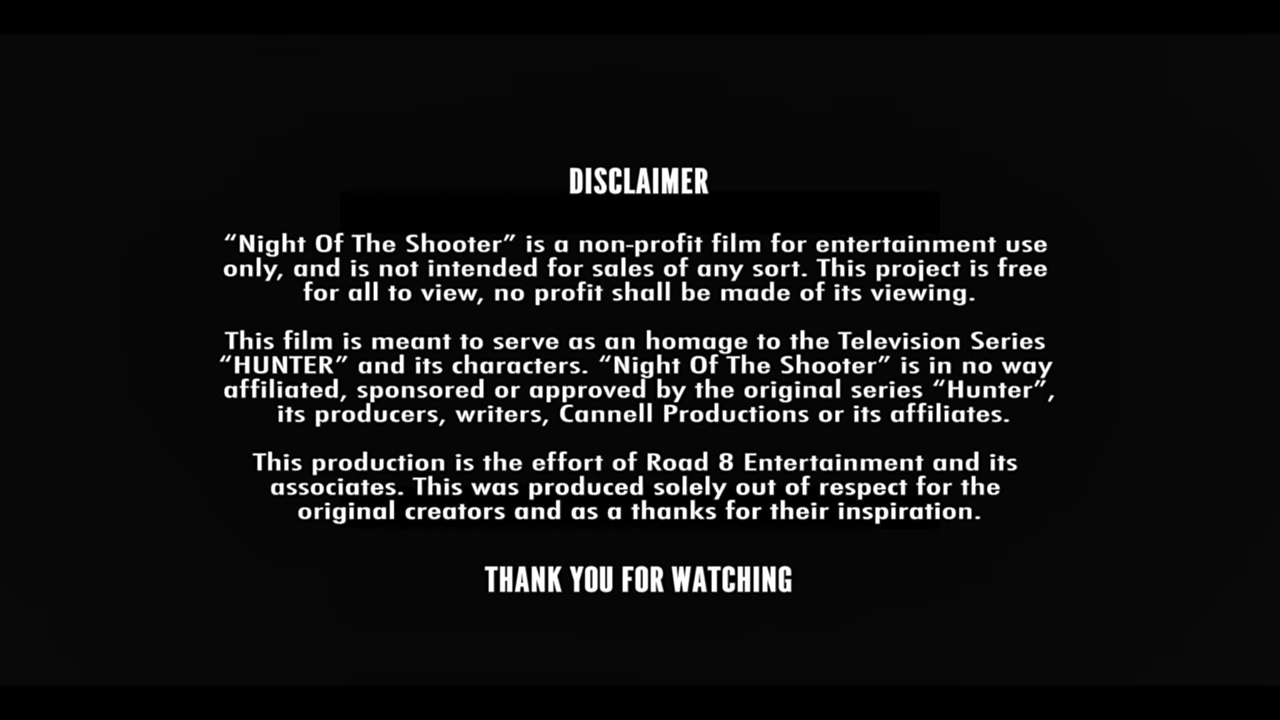 DISCLAIMER
“Night Of The Shooter” is a non-profit film for entertainment use
only, and is not intended for sales of any sort. This project is free
for all to view, no profit shall be made of its viewing.
This film is meant to serve as an homage to the Television Series
“HUNTER” and its characters. “Night Of The Shooter” is in no way
affiliated, sponsored or approved by the original series “Hunter”,
its producers, writers, Cannell Productions or its affiliates.
This production is the effort of Road 8 Entertainment and its
associates. This was produced solely out of respect for the
original creators and as a thanks for their inspiration.
THANK YOU FOR WATCHING